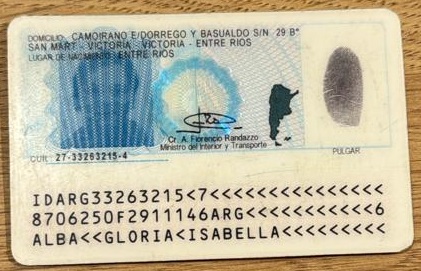 DOMICILIO: CAMOIRANO E/DORREGO Y BASUALDO S/N 29 B°
SAN MART - VICTORIA - VICTORIA - ENTRE RIOS
LUGAR DE NACIMIENTO: ENTRE RIOS
Cr. A. Florencio Randazzo
Ministro del Interior y Transporte
PULGAR
CUIL: 27-33263215-4
IDARG33263215<7<<<<<<<<<<<<<<<
8706250F2911146ARG<<<<<<<<<<<6
ALBA<<GLORIA<ISABELLA<<<<<<<<<